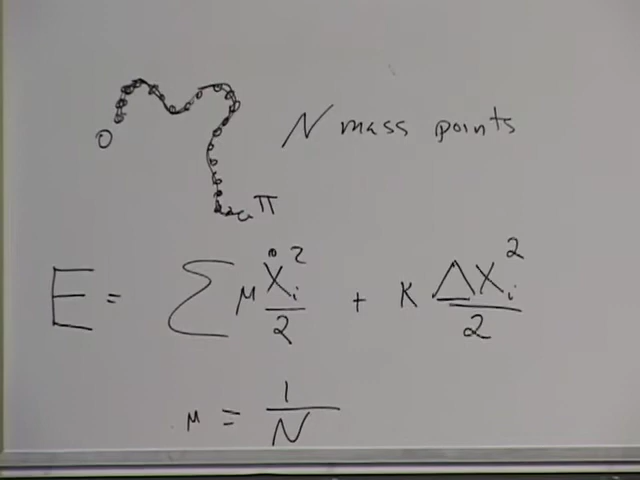 0
N mass points
π
E = ∑ μ Ẋᵢ²/2 + K ΔXᵢ²/2
μ = 1/N